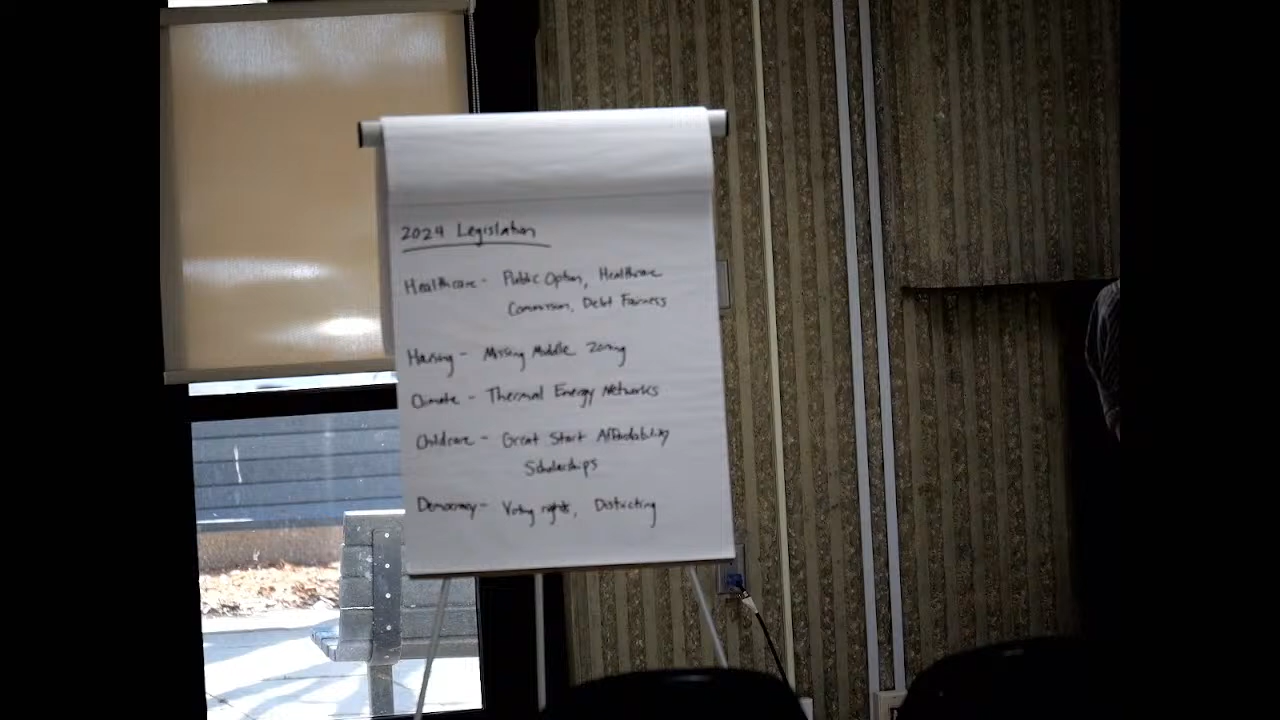 2024 Legislation
Healthcare - Public Option, Healthcare
Commission, Debt Fairness
Housing - Missing Middle Zoning
Climate - Thermal Energy Networks
Childcare - Great Start Affordability
Scholarships
Democracy - Voting rights, Districting